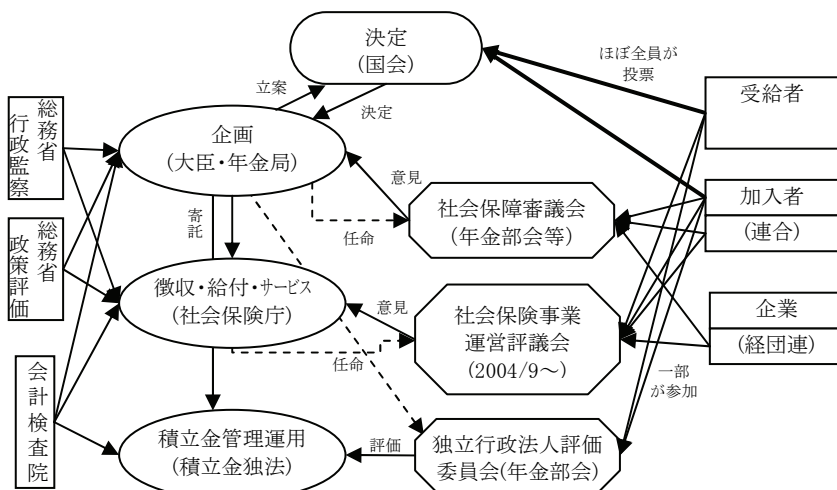 決定
(国会)
ほぼ全員が
投票
立案
決定
受給者
総務省
行政監察
企画
(大臣・年金局)
意見
加入者
(連合)
社会保障審議会
(年金部会等)
寄託
任命
総務省
政策評価
徴収・給付・サービス
(社会保険庁)
意見
社会保険事業
運営評議会
(2004/9～)
企業
(経団連)
任命
一部
が参加
会計検査院
積立金管理運用
(積立金独法)
評価
独立行政法人評価
委員会(年金部会)